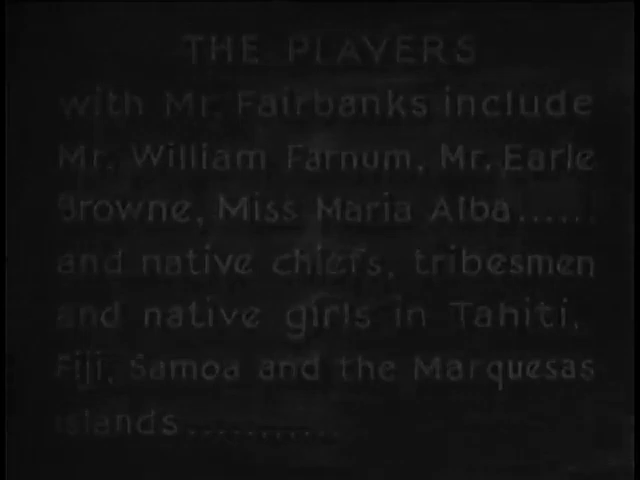 THE PLAYERS
with Mr. Fairbanks include
Mr. William Farnum, Mr. Earle
Browne, Miss Maria Alba......
and native chiefs, tribesmen
and native girls in Tahiti,
Fiji, Samoa and the Marquesas
Islands............